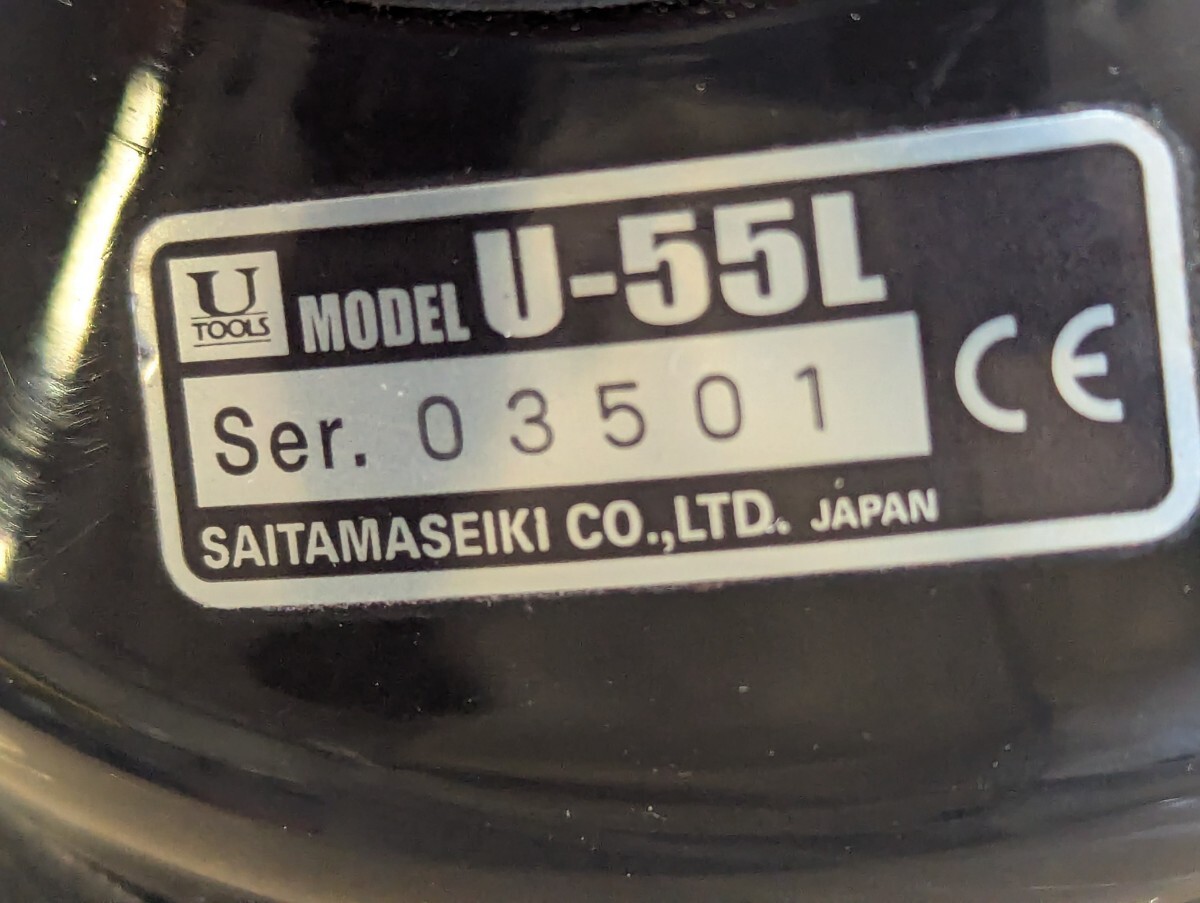 U
TOOLS
MODEL U-55L
Ser. 03501
CE
SAITAMASEIKI CO.,LTD. JAPAN